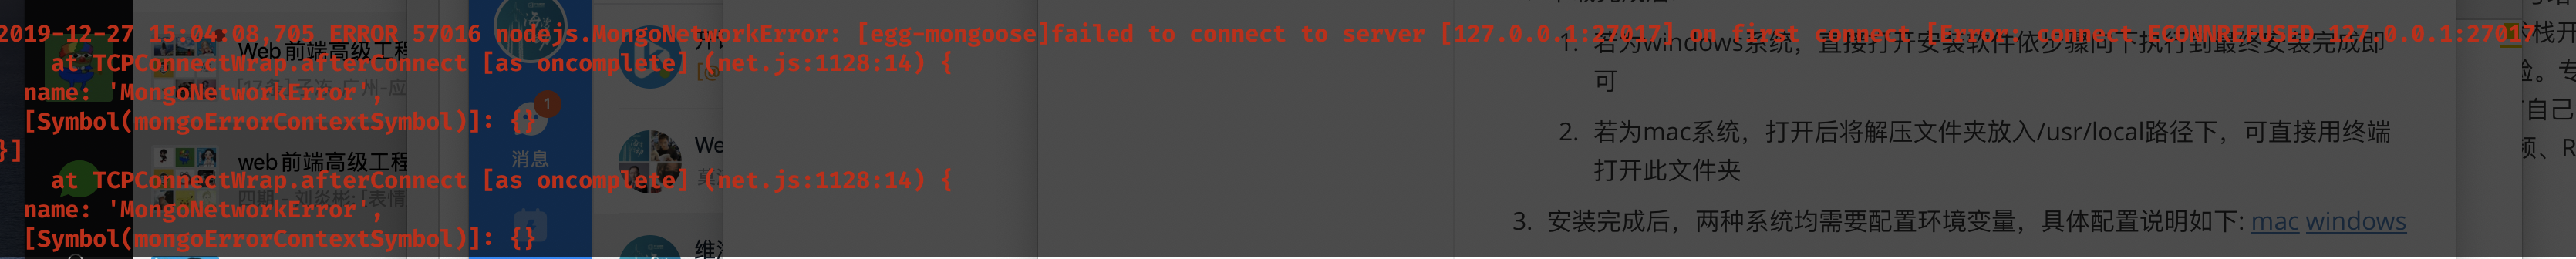 2019-12-27 15:04:08,705 ERROR 57016 nodejs.MongoNetworkError: [egg-mongoose]failed to connect to server [127.0.0.1:27017] on first connect [Error: connect ECONNREFUSED 127.0.0.1:27017
at TCPConnectWrap.afterConnect [as oncomplete] (net.js:1128:14) {
name: 'MongoNetworkError',
[Symbol(mongoErrorContextSymbol)]: {}
}]
at TCPConnectWrap.afterConnect [as oncomplete] (net.js:1128:14) {
name: 'MongoNetworkError',
[Symbol(mongoErrorContextSymbol)]: {}
Web前端高级工程
web前端高级工程
四期 - 刘炎彬:[表情
1
消息
We
1. 若为windows系统，直接打开安装软件依步骤向下执行到最终安装完成即
可
2. 若为mac系统，打开后将解压文件夹放入/usr/local路径下，可直接用终端
打开此文件夹
3. 安装完成后，两种系统均需要配置环境变量，具体配置说明如下: mac windows
栈开
验。专
自己
频、R